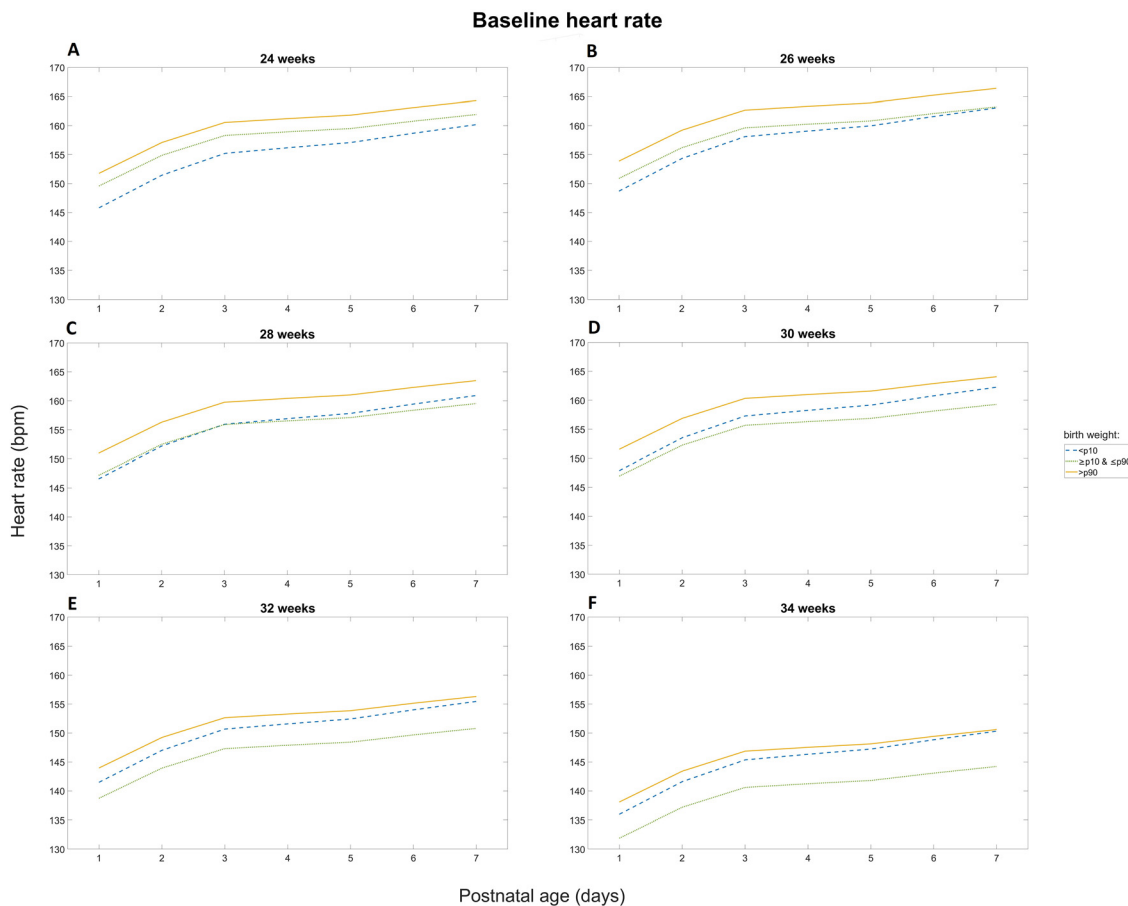 Baseline heart rate
A
24 weeks
170
165
160
155
150
145
140
135
130
1 2 3 4 5 6 7
B
26 weeks
170
165
160
155
150
145
140
135
130
1 2 3 4 5 6 7
C
28 weeks
170
165
160
155
150
145
140
135
130
1 2 3 4 5 6 7
D
30 weeks
170
165
160
155
150
145
140
135
130
1 2 3 4 5 6 7
E
32 weeks
170
165
160
155
150
145
140
135
130
1 2 3 4 5 6 7
F
34 weeks
170
165
160
155
150
145
140
135
130
1 2 3 4 5 6 7
Heart rate (bpm)
Postnatal age (days)
birth weight:
<p10
≥p10 & ≤p90
>p90